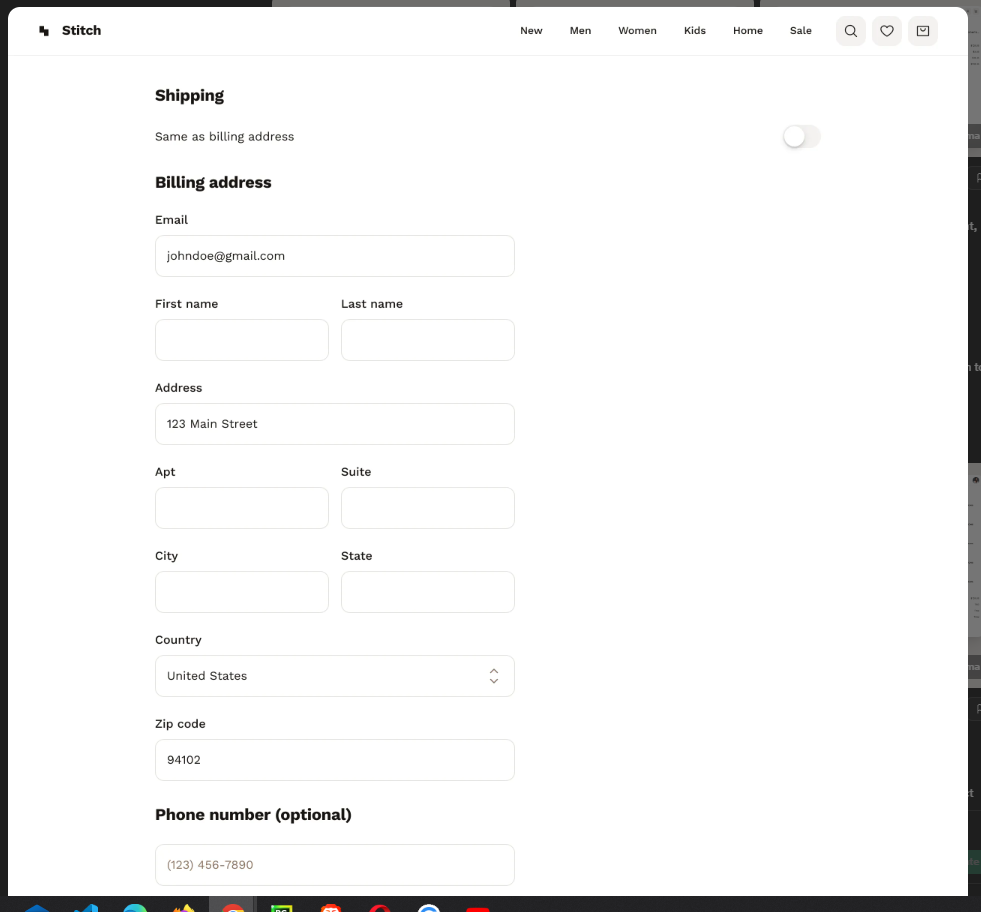 Stitch
New Men Women Kids Home Sale
Shipping
Same as billing address
Billing address
Email
johndoe@gmail.com
First name Last name
Address
123 Main Street
Apt Suite
City State
Country
United States
Zip code
94102
Phone number (optional)
(123) 456-7890